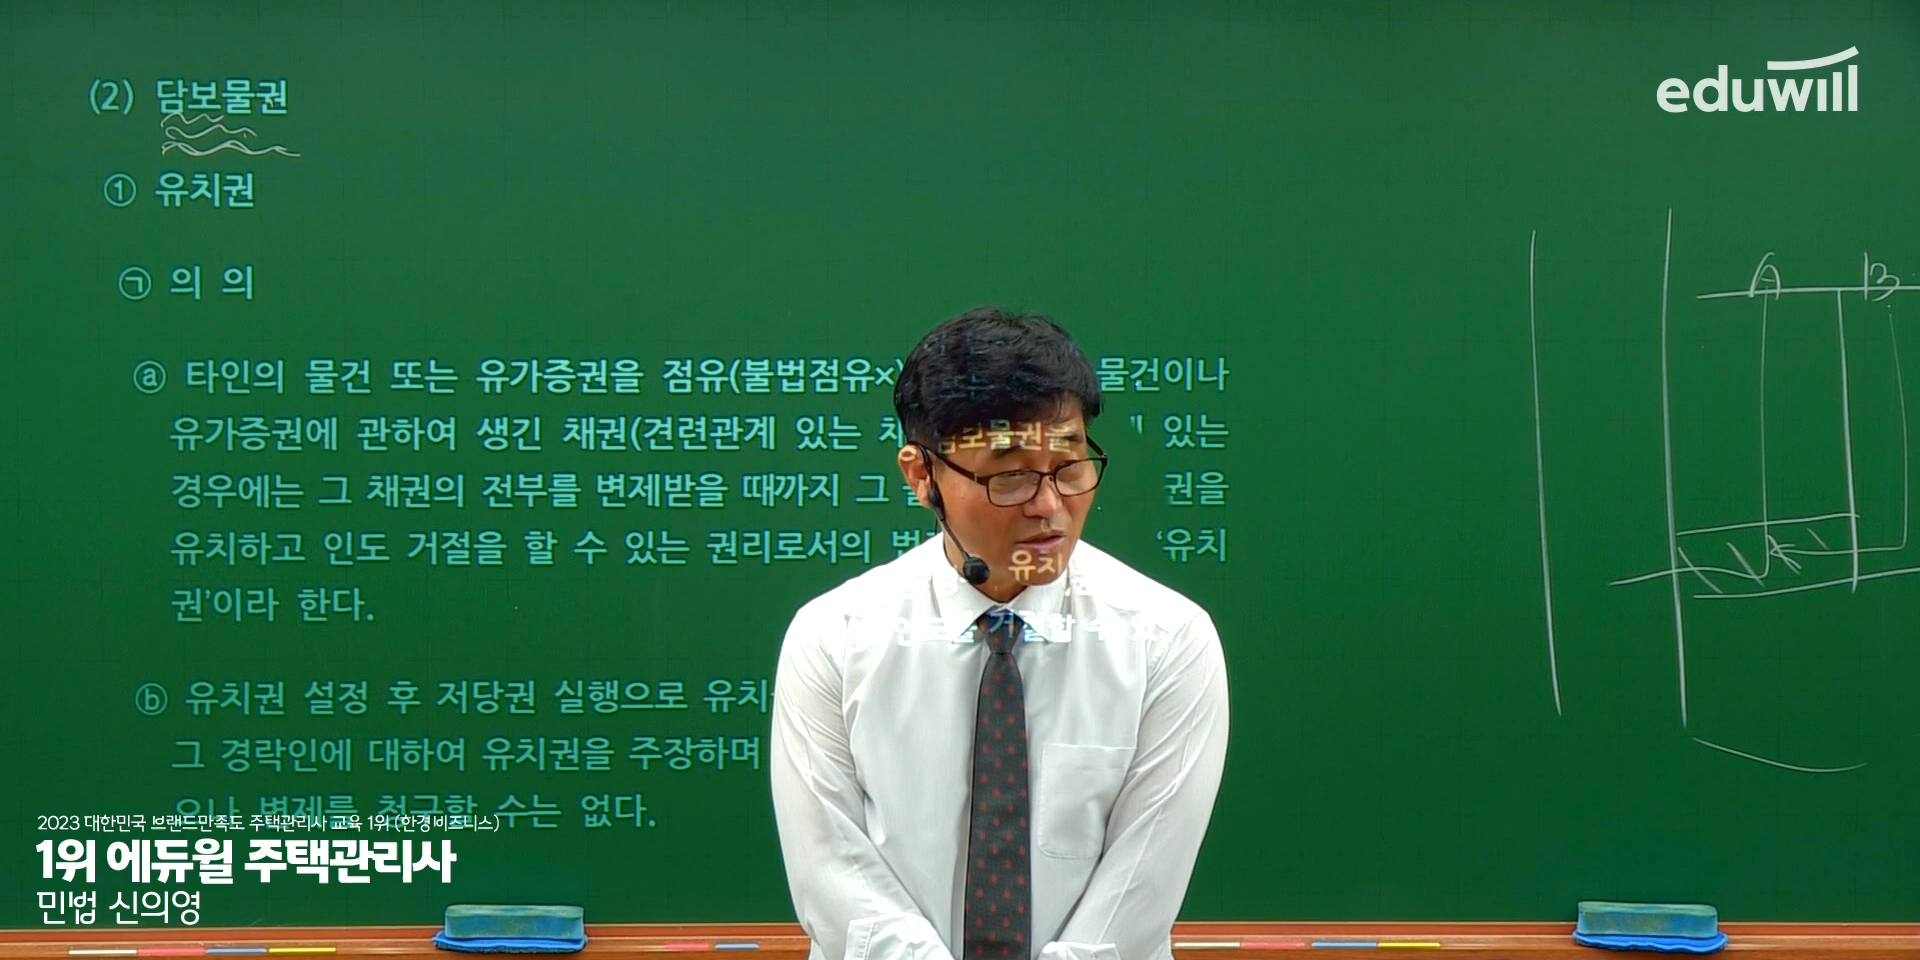 eduwill
(2) 담보물권
① 유치권
㉠ 의 의
ⓐ 타인의 물건 또는 유가증권을 점유(불법점유×) 물건이나
유가증권에 관하여 생긴 채권(견련관계 있는 있는
경우에는 그 채권의 전부를 변제받을 때까지 그 권을
유치하고 인도 거절을 할 수 있는 권리로서의 ‘유치
권’이라 한다.
ⓑ 유치권 설정 후 저당권 실행으로
그 경락인에 대하여 유치권을 주장하며
으나 변제를 청구할 수는 없다.
A B
2023 대한민국 브랜드만족도 주택관리사 교육 1위 (한경비즈니스)
1위 에듀윌 주택관리사
민법 신의영